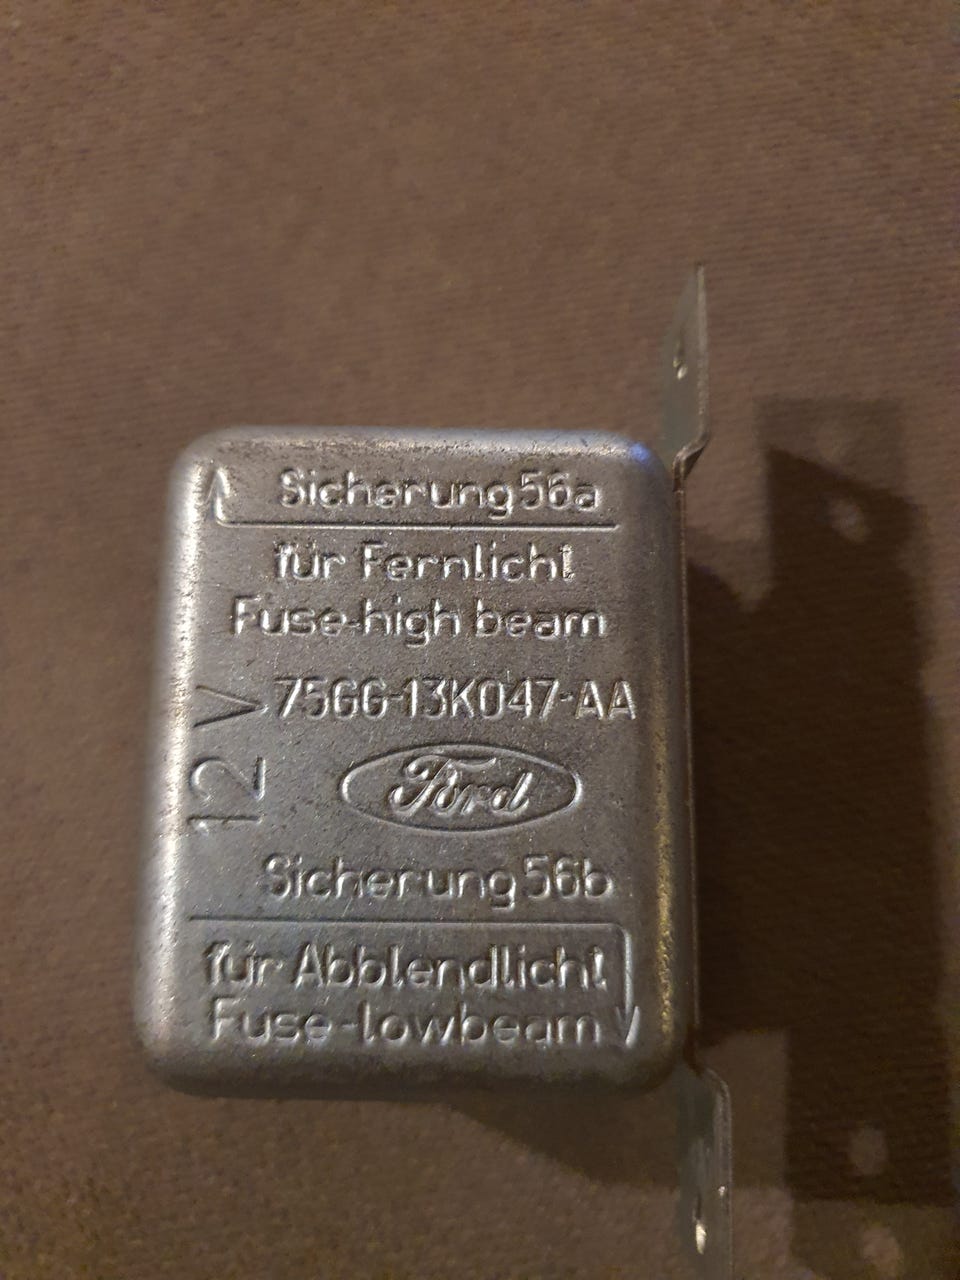 Sicherung 56a
für Fernlicht
Fuse-high beam
12 V
75GG-13K047-AA
Ford
Sicherung 56b
für Abblendlicht
Fuse-lowbeam